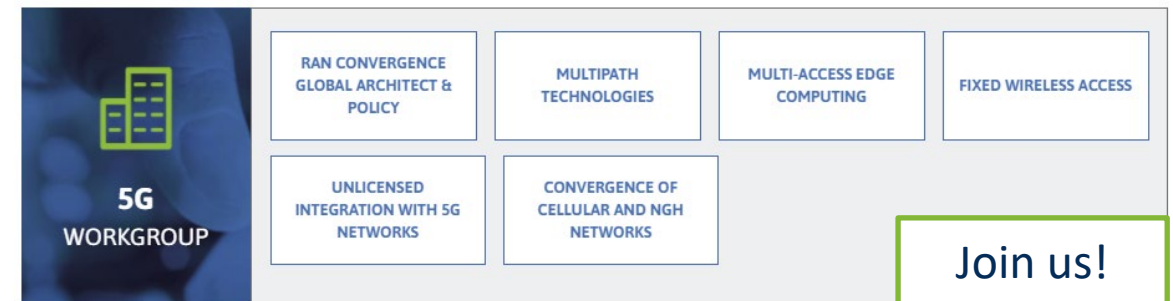 5G
WORKGROUP
RAN CONVERGENCE
GLOBAL ARCHITECT &
POLICY
MULTIPATH
TECHNOLOGIES
MULTI-ACCESS EDGE
COMPUTING
FIXED WIRELESS ACCESS
UNLICENSED
INTEGRATION WITH 5G
NETWORKS
CONVERGENCE OF
CELLULAR AND NGH
NETWORKS
Join us!